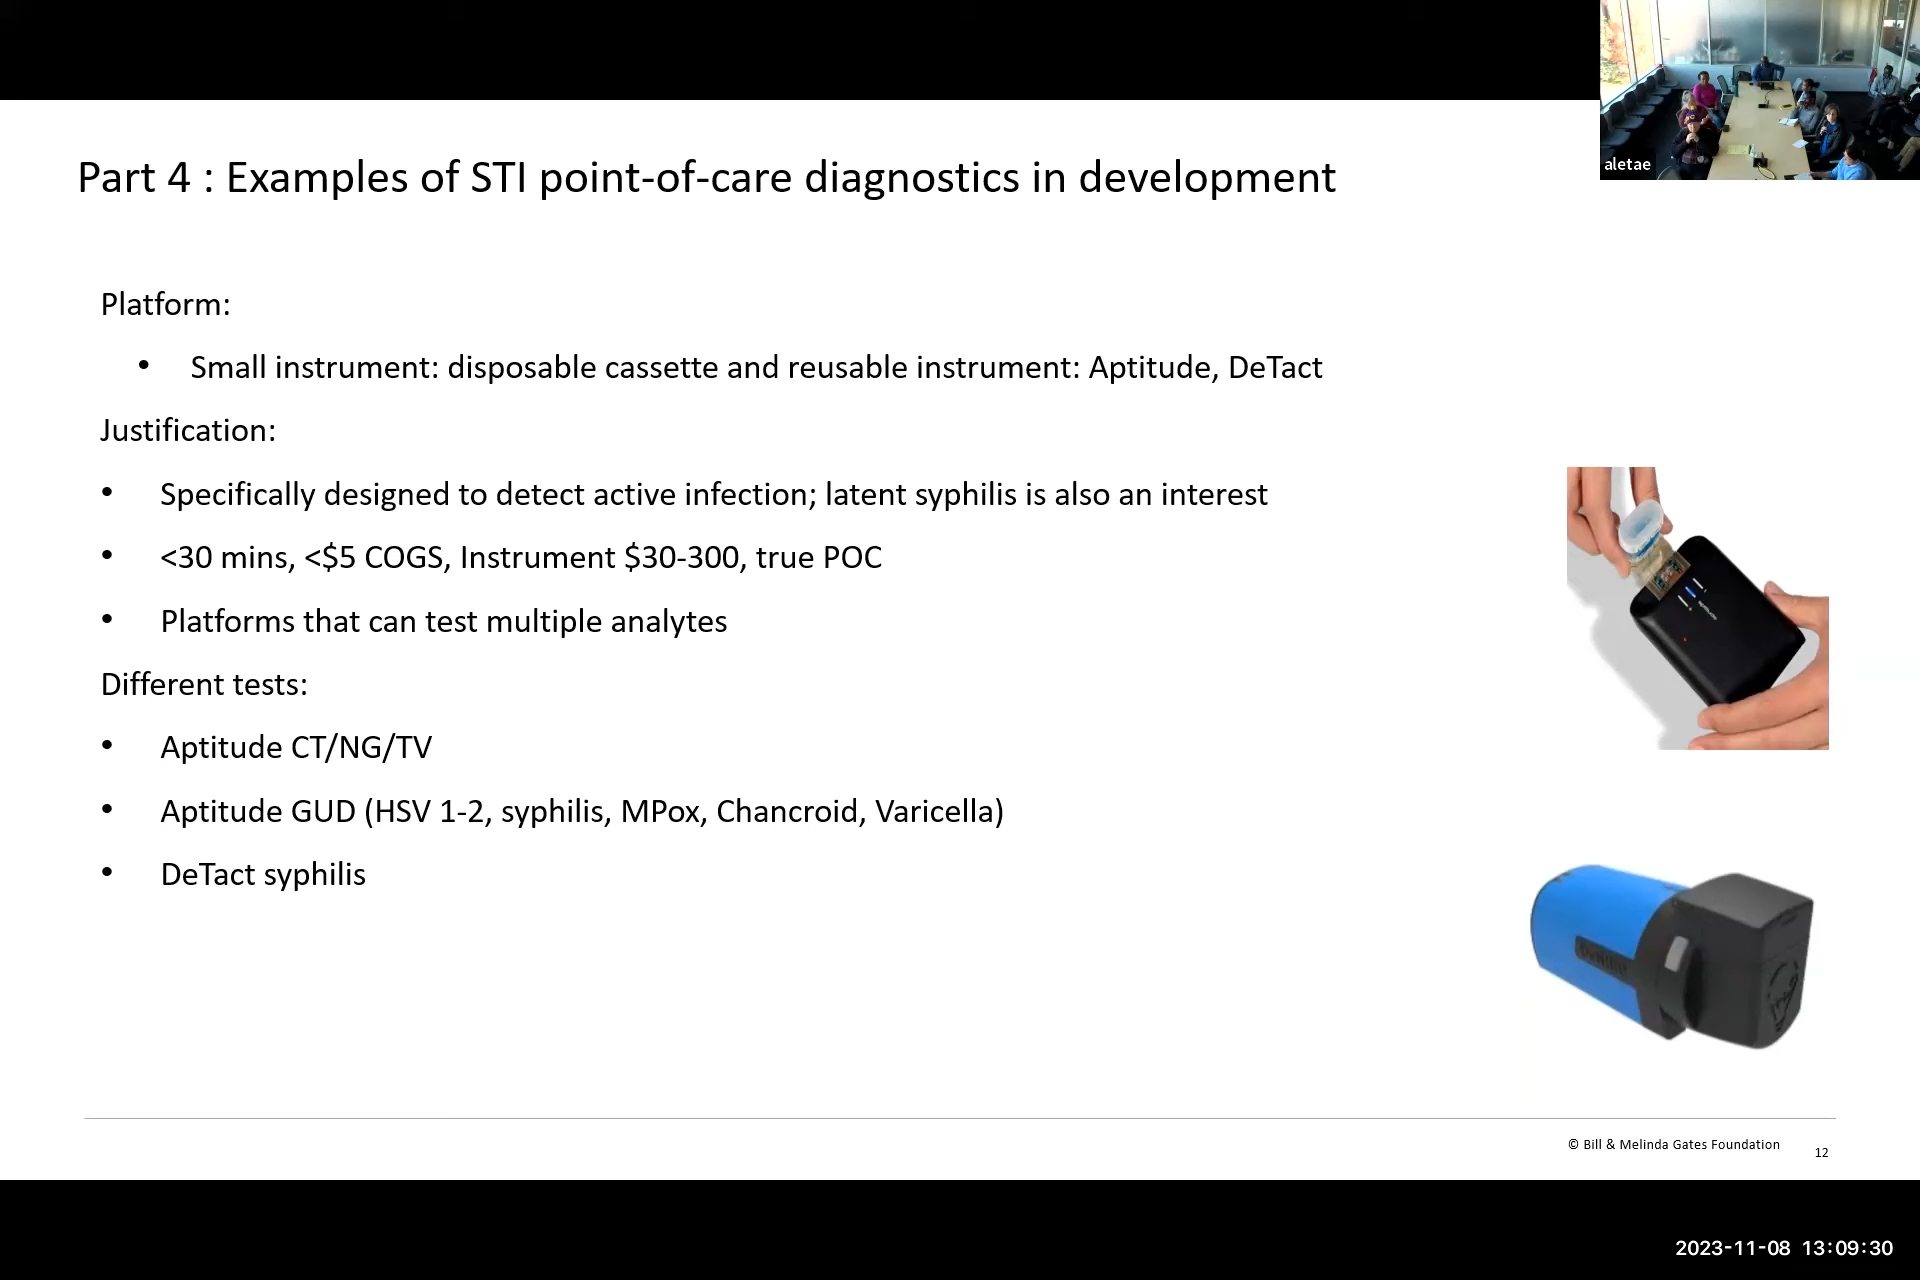 aletae
Part 4 : Examples of STI point-of-care diagnostics in development
Platform:
• Small instrument: disposable cassette and reusable instrument: Aptitude, DeTact
Justification:
• Specifically designed to detect active infection; latent syphilis is also an interest
• <30 mins, <$5 COGS, Instrument $30-300, true POC
• Platforms that can test multiple analytes
Different tests:
• Aptitude CT/NG/TV
• Aptitude GUD (HSV 1-2, syphilis, MPox, Chancroid, Varicella)
• DeTact syphilis
© Bill & Melinda Gates Foundation
12
2023-11-08 13:09:30